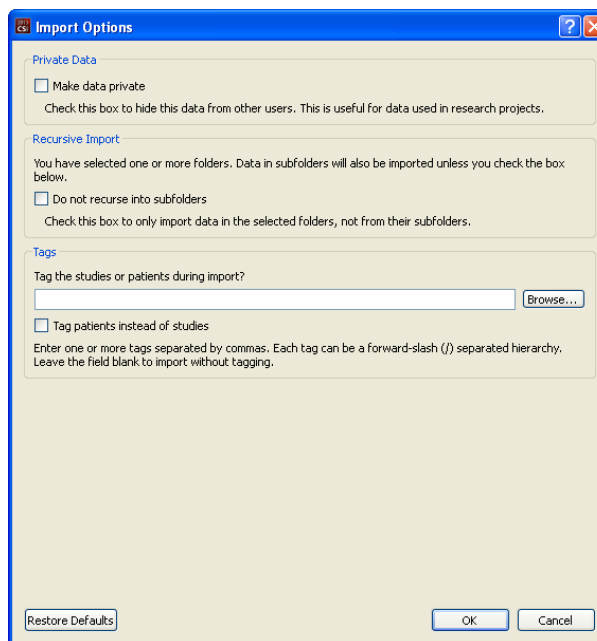 2013
CSi
Import Options
Private Data
Make data private
Check this box to hide this data from other users. This is useful for data used in research projects.
Recursive Import
You have selected one or more folders. Data in subfolders will also be imported unless you check the box
below.
Do not recurse into subfolders
Check this box to only import data in the selected folders, not from their subfolders.
Tags
Tag the studies or patients during import?
Browse...
Tag patients instead of studies
Enter one or more tags separated by commas. Each tag can be a forward-slash (/) separated hierarchy.
Leave the field blank to import without tagging.
Restore Defaults
OK
Cancel